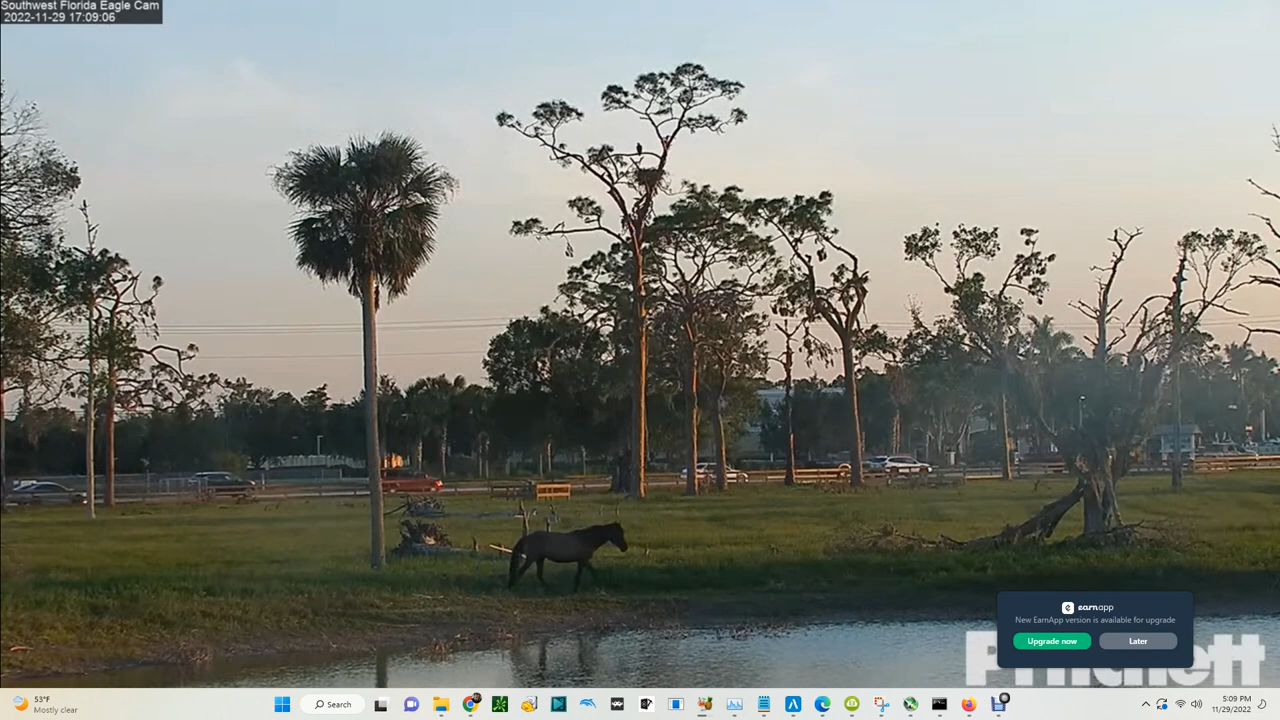 Southwest Florida Eagle Cam
2022-11-29 17:09:06
earnapp
New EarnApp version is available for upgrade
Upgrade now
Later
Pritchett
53°F
Mostly clear
Search
5:09 PM
11/29/2022